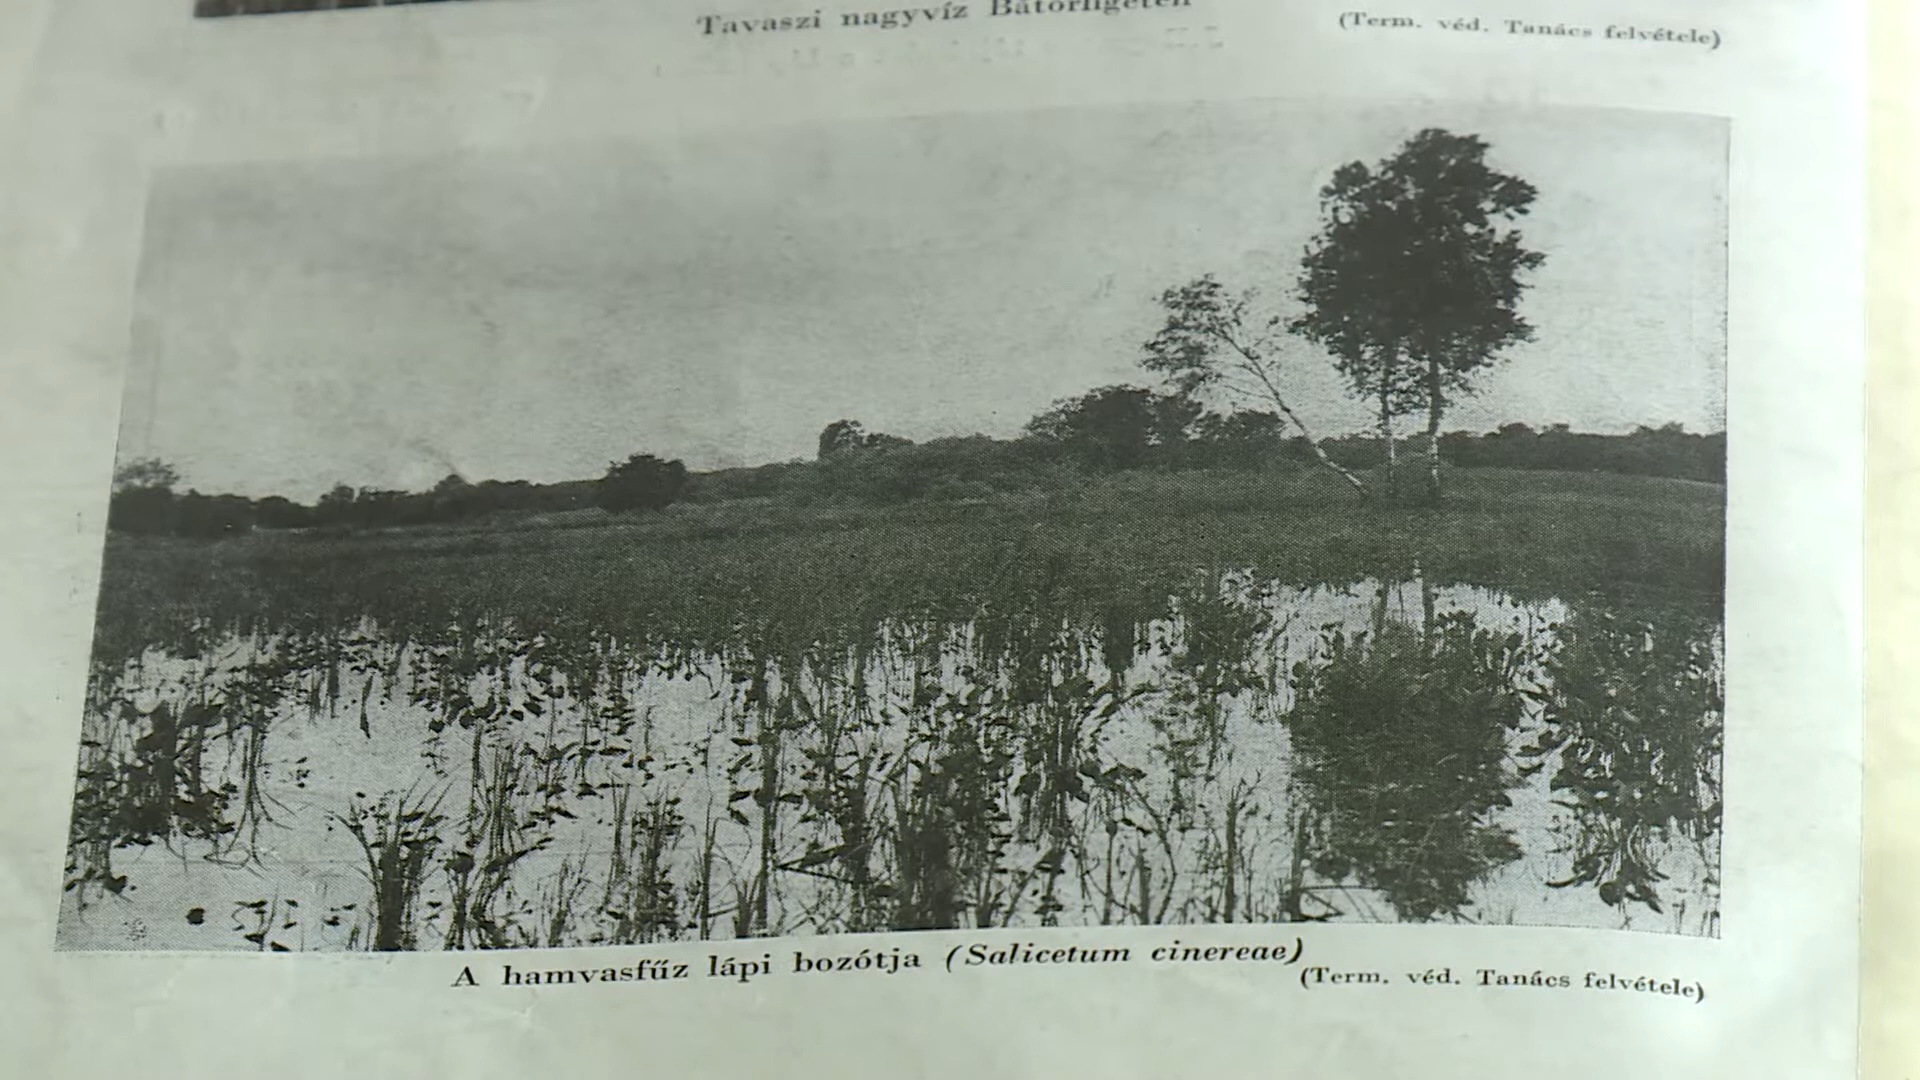 Tavaszi nagyvíz Bátorligeten
(Term. véd. Tanács felvétele)
A hamvasfűz lápi bozótja (Salicetum cinereae)
(Term. véd. Tanács felvétele)